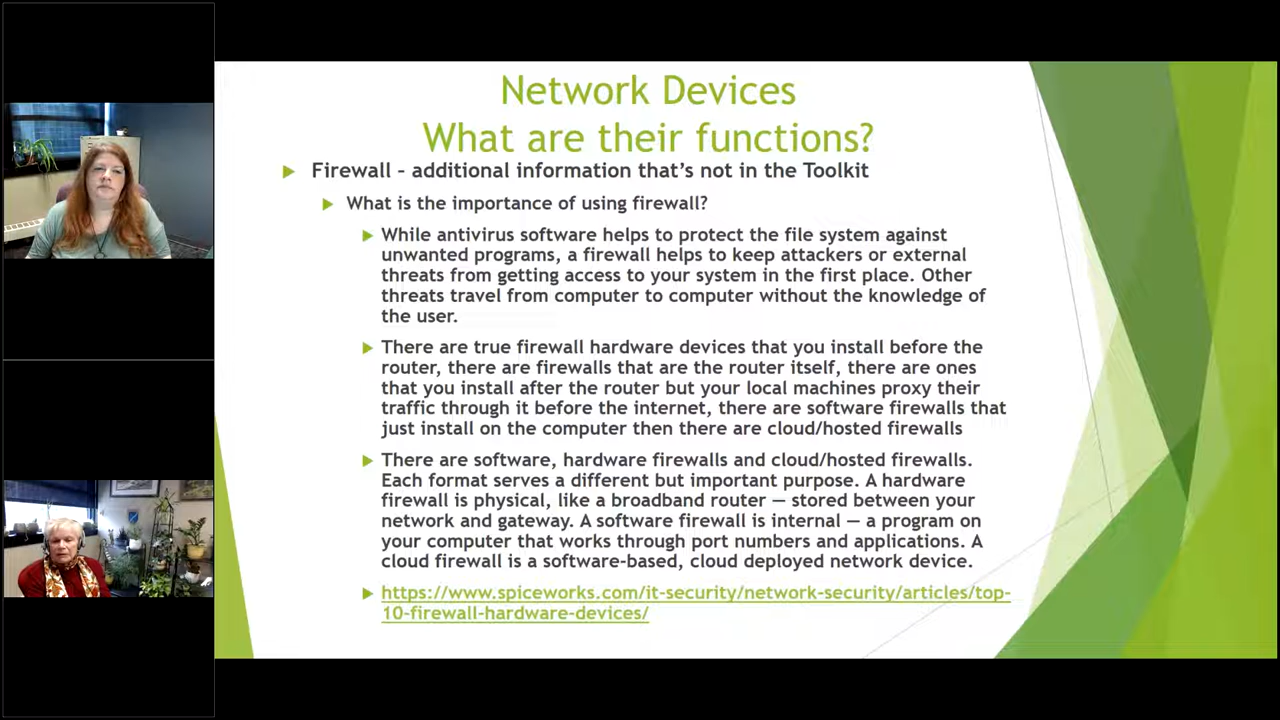 Network Devices
What are their functions?
Firewall – additional information that's not in the Toolkit
What is the importance of using firewall?
While antivirus software helps to protect the file system against
unwanted programs, a firewall helps to keep attackers or external
threats from getting access to your system in the first place. Other
threats travel from computer to computer without the knowledge of
the user.
There are true firewall hardware devices that you install before the
router, there are firewalls that are the router itself, there are ones
that you install after the router but your local machines proxy their
traffic through it before the internet, there are software firewalls that
just install on the computer then there are cloud/hosted firewalls
There are software, hardware firewalls and cloud/hosted firewalls.
Each format serves a different but important purpose. A hardware
firewall is physical, like a broadband router — stored between your
network and gateway. A software firewall is internal — a program on
your computer that works through port numbers and applications. A
cloud firewall is a software-based, cloud deployed network device.
https://www.spiceworks.com/it-security/network-security/articles/top-
10-firewall-hardware-devices/